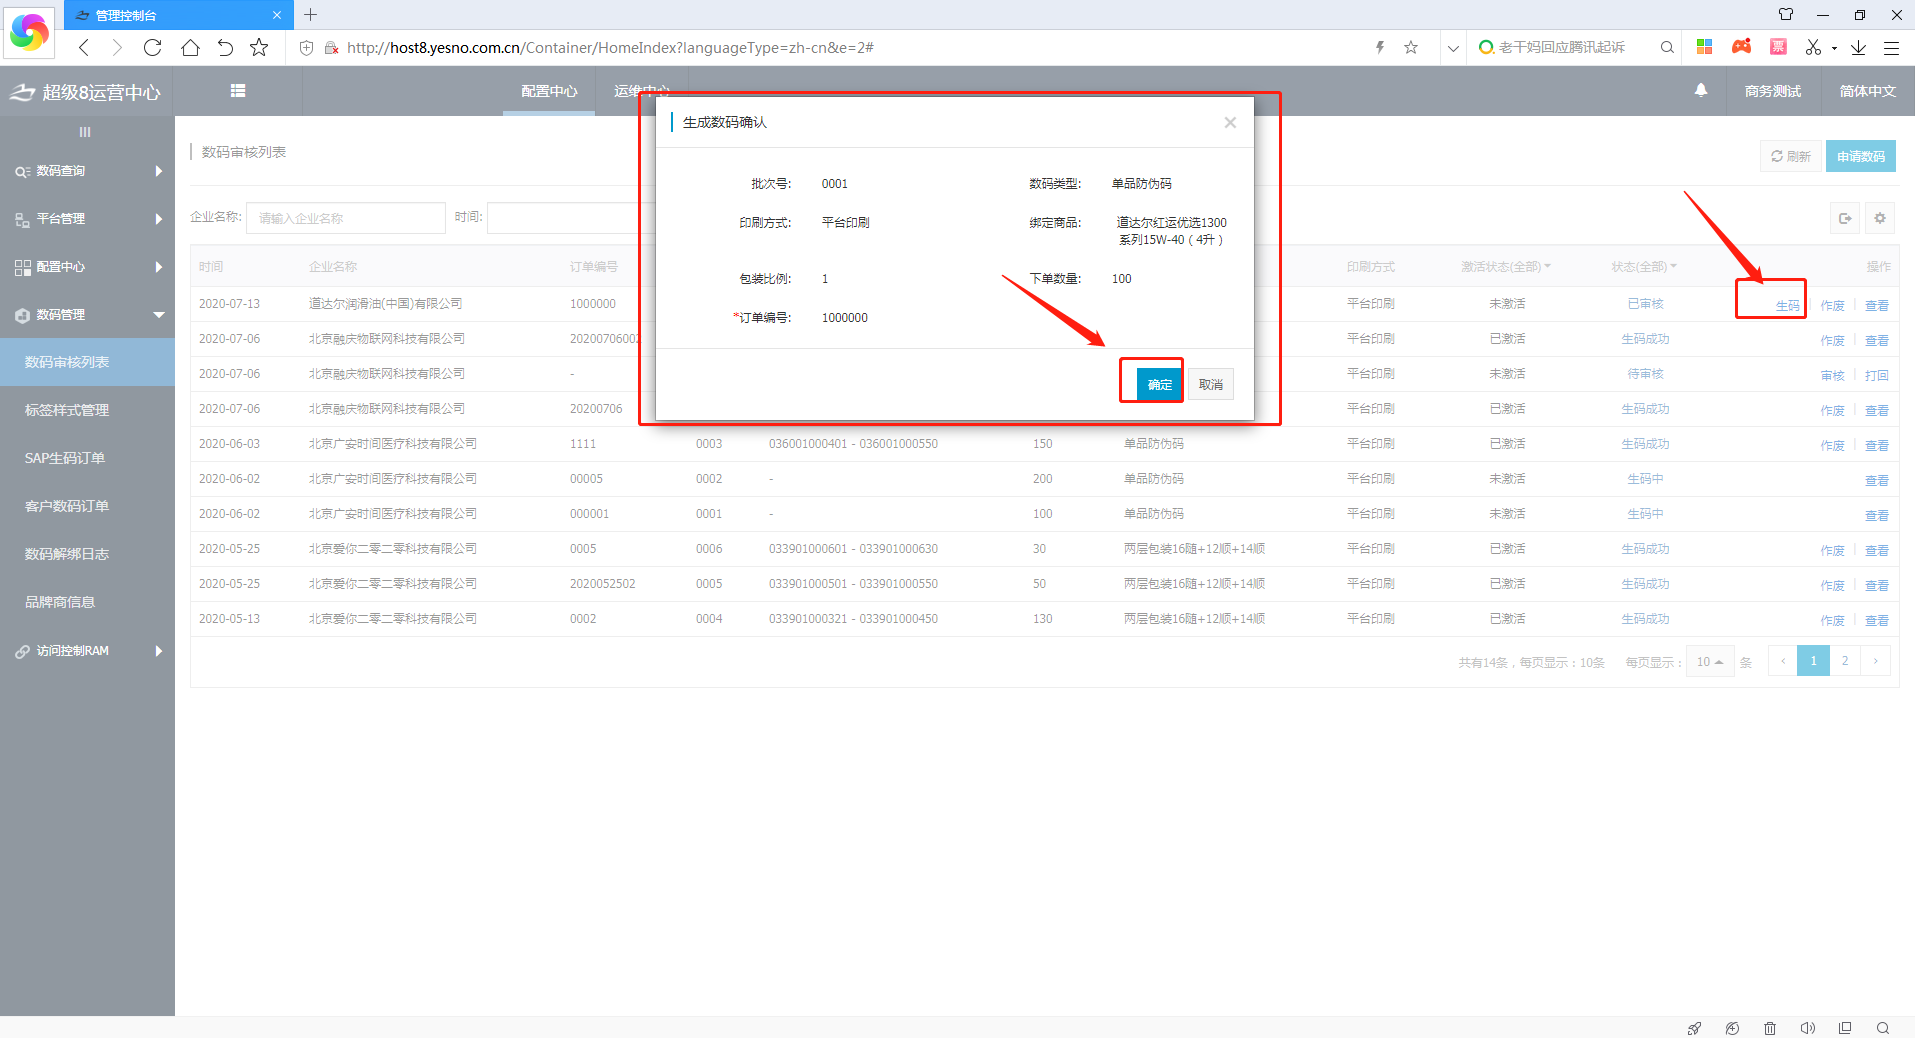 管理控制台
http://host8.yesno.com.cn/Container/HomeIndex?languageType=zh-cn&e=2#
老干妈回应腾讯起诉
票
超级8运营中心
配置中心
运维中心
商务测试
简体中文
数码查询
平台管理
配置中心
数码管理
数码审核列表
标签样式管理
SAP生码订单
客户数码订单
数码解绑日志
品牌商信息
访问控制RAM
数码审核列表
刷新
申请数码
企业名称: 请输入企业名称 时间:
生成数码确认
批次号: 0001 数码类型: 单品防伪码
印刷方式: 平台印刷 绑定商品: 道达尔红运优选1300
系列15W-40（4升）
包装比例: 1 下单数量: 100
*订单编号: 1000000
确定 取消
时间 企业名称 订单编号 印刷方式 激活状态(全部) 状态(全部) 操作
2020-07-13 道达尔润滑油(中国)有限公司 1000000 平台印刷 未激活 已审核 生码 作废 查看
2020-07-06 北京融庆物联网科技有限公司 20200706002 平台印刷 已激活 生码成功 作废 查看
2020-07-06 北京融庆物联网科技有限公司 - 平台印刷 未激活 待审核 审核 打回
2020-07-06 北京融庆物联网科技有限公司 20200706 平台印刷 已激活 生码成功 作废 查看
2020-06-03 北京广安时间医疗科技有限公司 1111 0003 036001000401 - 036001000550 150 单品防伪码 平台印刷 已激活 生码成功 作废 查看
2020-06-02 北京广安时间医疗科技有限公司 00005 0002 - 200 单品防伪码 平台印刷 未激活 生码中 查看
2020-06-02 北京广安时间医疗科技有限公司 000001 0001 - 100 单品防伪码 平台印刷 未激活 生码中 查看
2020-05-25 北京爱你二零二零科技有限公司 0005 0006 033901000601 - 033901000630 30 两层包装16随+12顺+14顺 平台印刷 已激活 生码成功 作废 查看
2020-05-25 北京爱你二零二零科技有限公司 2020052502 0005 033901000501 - 033901000550 50 两层包装16随+12顺+14顺 平台印刷 已激活 生码成功 作废 查看
2020-05-13 北京爱你二零二零科技有限公司 0002 0004 033901000321 - 033901000450 130 两层包装16随+12顺+14顺 平台印刷 已激活 生码成功 作废 查看
共有14条，每页显示：10条 每页显示： 10 条 ‹ 1 2 ›